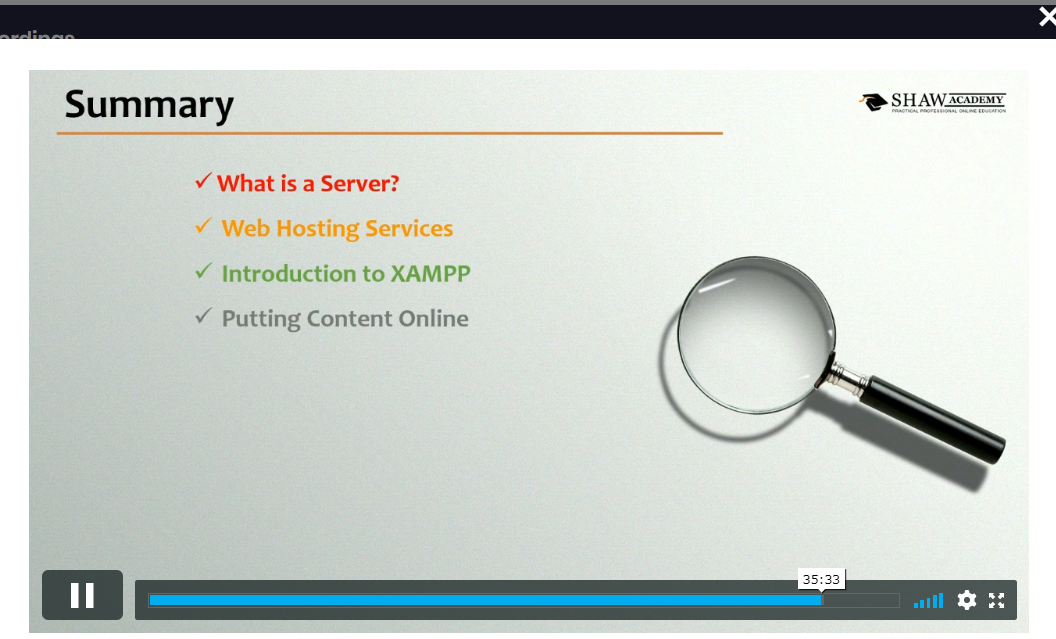 ordings
Summary
SHAW ACADEMY
PRACTICAL PROFESSIONAL ONLINE EDUCATION
What is a Server?
Web Hosting Services
Introduction to XAMPP
Putting Content Online
35:33